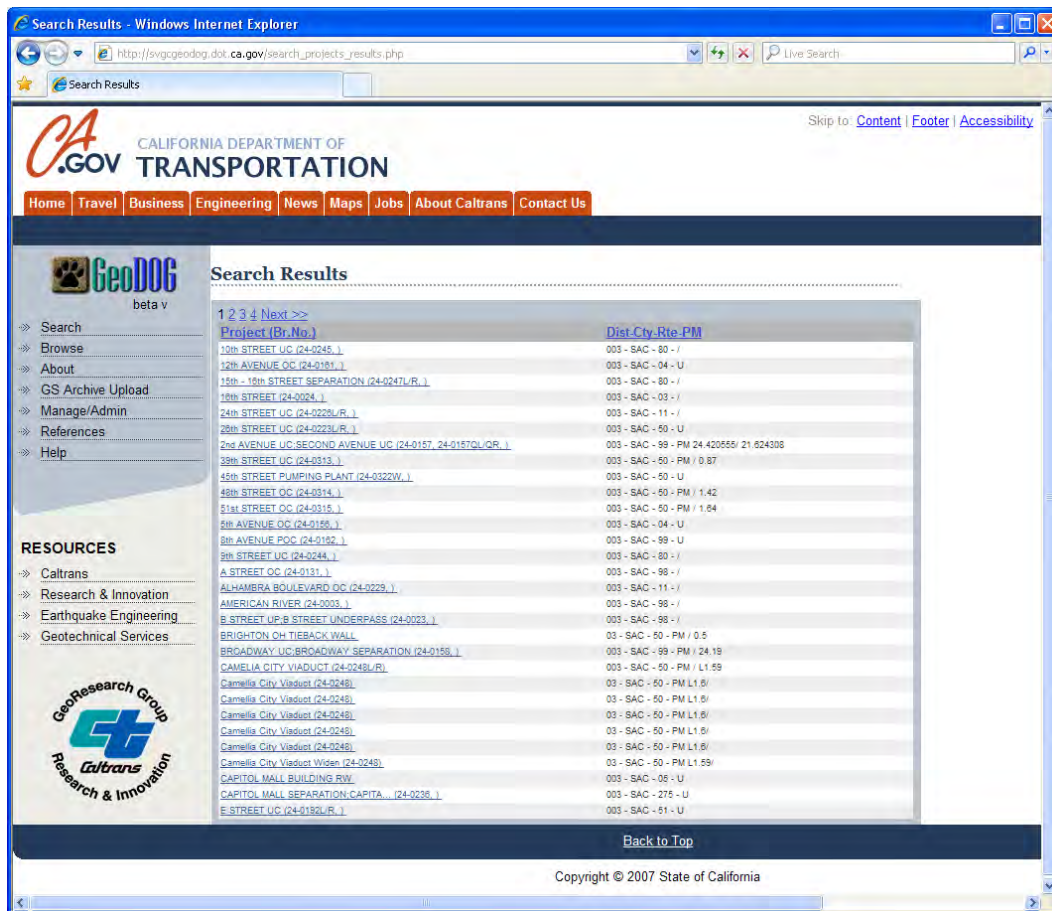 Search Results - Windows Internet Explorer
http://svgcgeodog.dot.ca.gov/search_projects_results.php
Live Search
Search Results
Skip to: Content | Footer | Accessibility
CA.GOV
CALIFORNIA DEPARTMENT OF
TRANSPORTATION
Home Travel Business Engineering News Maps Jobs About Caltrans Contact Us
GeoDOG
beta v
Search
Browse
About
GS Archive Upload
Manage/Admin
References
Help
RESOURCES
Caltrans
Research & Innovation
Earthquake Engineering
Geotechnical Services
GeoResearch Group
Caltrans
Research & Innovation
Search Results
1 2 3 4 Next >>
Project (Br.No.) Dist-Cty-Rte-PM
10th STREET UC (24-0245, ) 003 - SAC - 80 - /
12th AVENUE OC (24-0161, ) 003 - SAC - 04 - U
15th - 16th STREET SEPARATION (24-0247L/R, ) 003 - SAC - 80 - /
16th STREET (24-0024, ) 003 - SAC - 03 - /
24th STREET UC (24-0226L/R, ) 003 - SAC - 11 - /
26th STREET UC (24-0223L/R, ) 003 - SAC - 50 - U
2nd AVENUE UC;SECOND AVENUE UC (24-0157, 24-0157QL/QR, ) 003 - SAC - 99 - PM 24.420555/ 21.624308
39th STREET UC (24-0313, ) 003 - SAC - 50 - PM / 0.87
45th STREET PUMPING PLANT (24-0322W, ) 003 - SAC - 50 - U
48th STREET OC (24-0314, ) 003 - SAC - 50 - PM / 1.42
51st STREET OC (24-0315, ) 003 - SAC - 50 - PM / 1.64
5th AVENUE OC (24-0156, ) 003 - SAC - 04 - U
8th AVENUE POC (24-0162, ) 003 - SAC - 99 - U
9th STREET UC (24-0244, ) 003 - SAC - 80 - /
A STREET OC (24-0131, ) 003 - SAC - 98 - /
ALHAMBRA BOULEVARD OC (24-0229, ) 003 - SAC - 11 - /
AMERICAN RIVER (24-0003, ) 003 - SAC - 98 - /
B STREET UP;B STREET UNDERPASS (24-0023, ) 003 - SAC - 98 - /
BRIGHTON OH TIEBACK WALL 03 - SAC - 50 - PM / 0.5
BROADWAY UC;BROADWAY SEPARATION (24-0158, ) 003 - SAC - 99 - PM / 24.19
CAMELIA CITY VIADUCT (24-0248L/R) 003 - SAC - 50 - PM / L1.59
Camellia City Viaduct (24-0248) 03 - SAC - 50 - PM L1.6/
Camellia City Viaduct (24-0248) 03 - SAC - 50 - PM L1.6/
Camellia City Viaduct (24-0248) 03 - SAC - 50 - PM L1.6/
Camellia City Viaduct (24-0248) 03 - SAC - 50 - PM L1.6/
Camellia City Viaduct (24-0248) 03 - SAC - 50 - PM L1.6/
Camellia City Viaduct Widen (24-0248) 03 - SAC - 50 - PM L1.59/
CAPITOL MALL BUILDING RW 003 - SAC - 05 - U
CAPITOL MALL SEPARATION;CAPITA... (24-0236, ) 003 - SAC - 275 - U
E STREET UC (24-0192L/R, ) 003 - SAC - 51 - U
Back to Top
Copyright © 2007 State of California